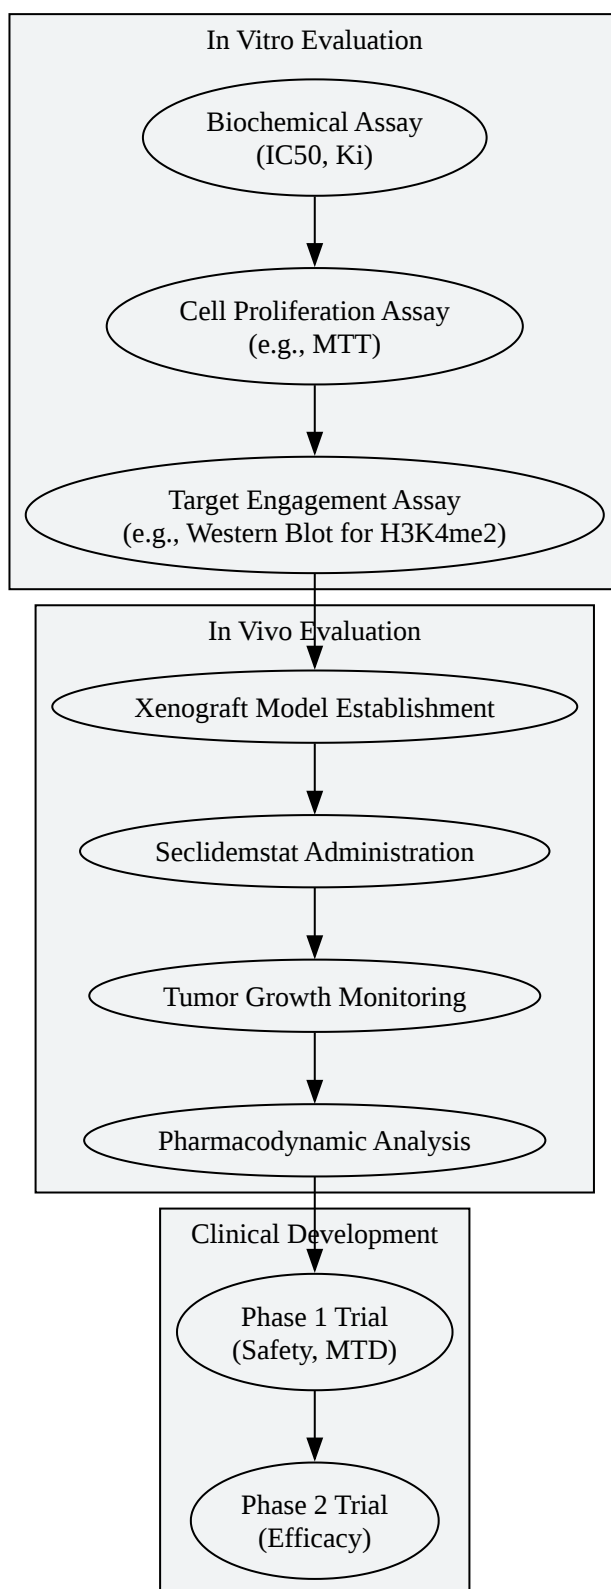 In Vitro Evaluation
Biochemical Assay
(IC50, Ki)
Cell Proliferation Assay
(e.g., MTT)
Target Engagement Assay
(e.g., Western Blot for H3K4me2)
In Vivo Evaluation
Xenograft Model Establishment
Seclidemstat Administration
Tumor Growth Monitoring
Pharmacodynamic Analysis
Clinical Development
Phase 1 Trial
(Safety, MTD)
Phase 2 Trial
(Efficacy)